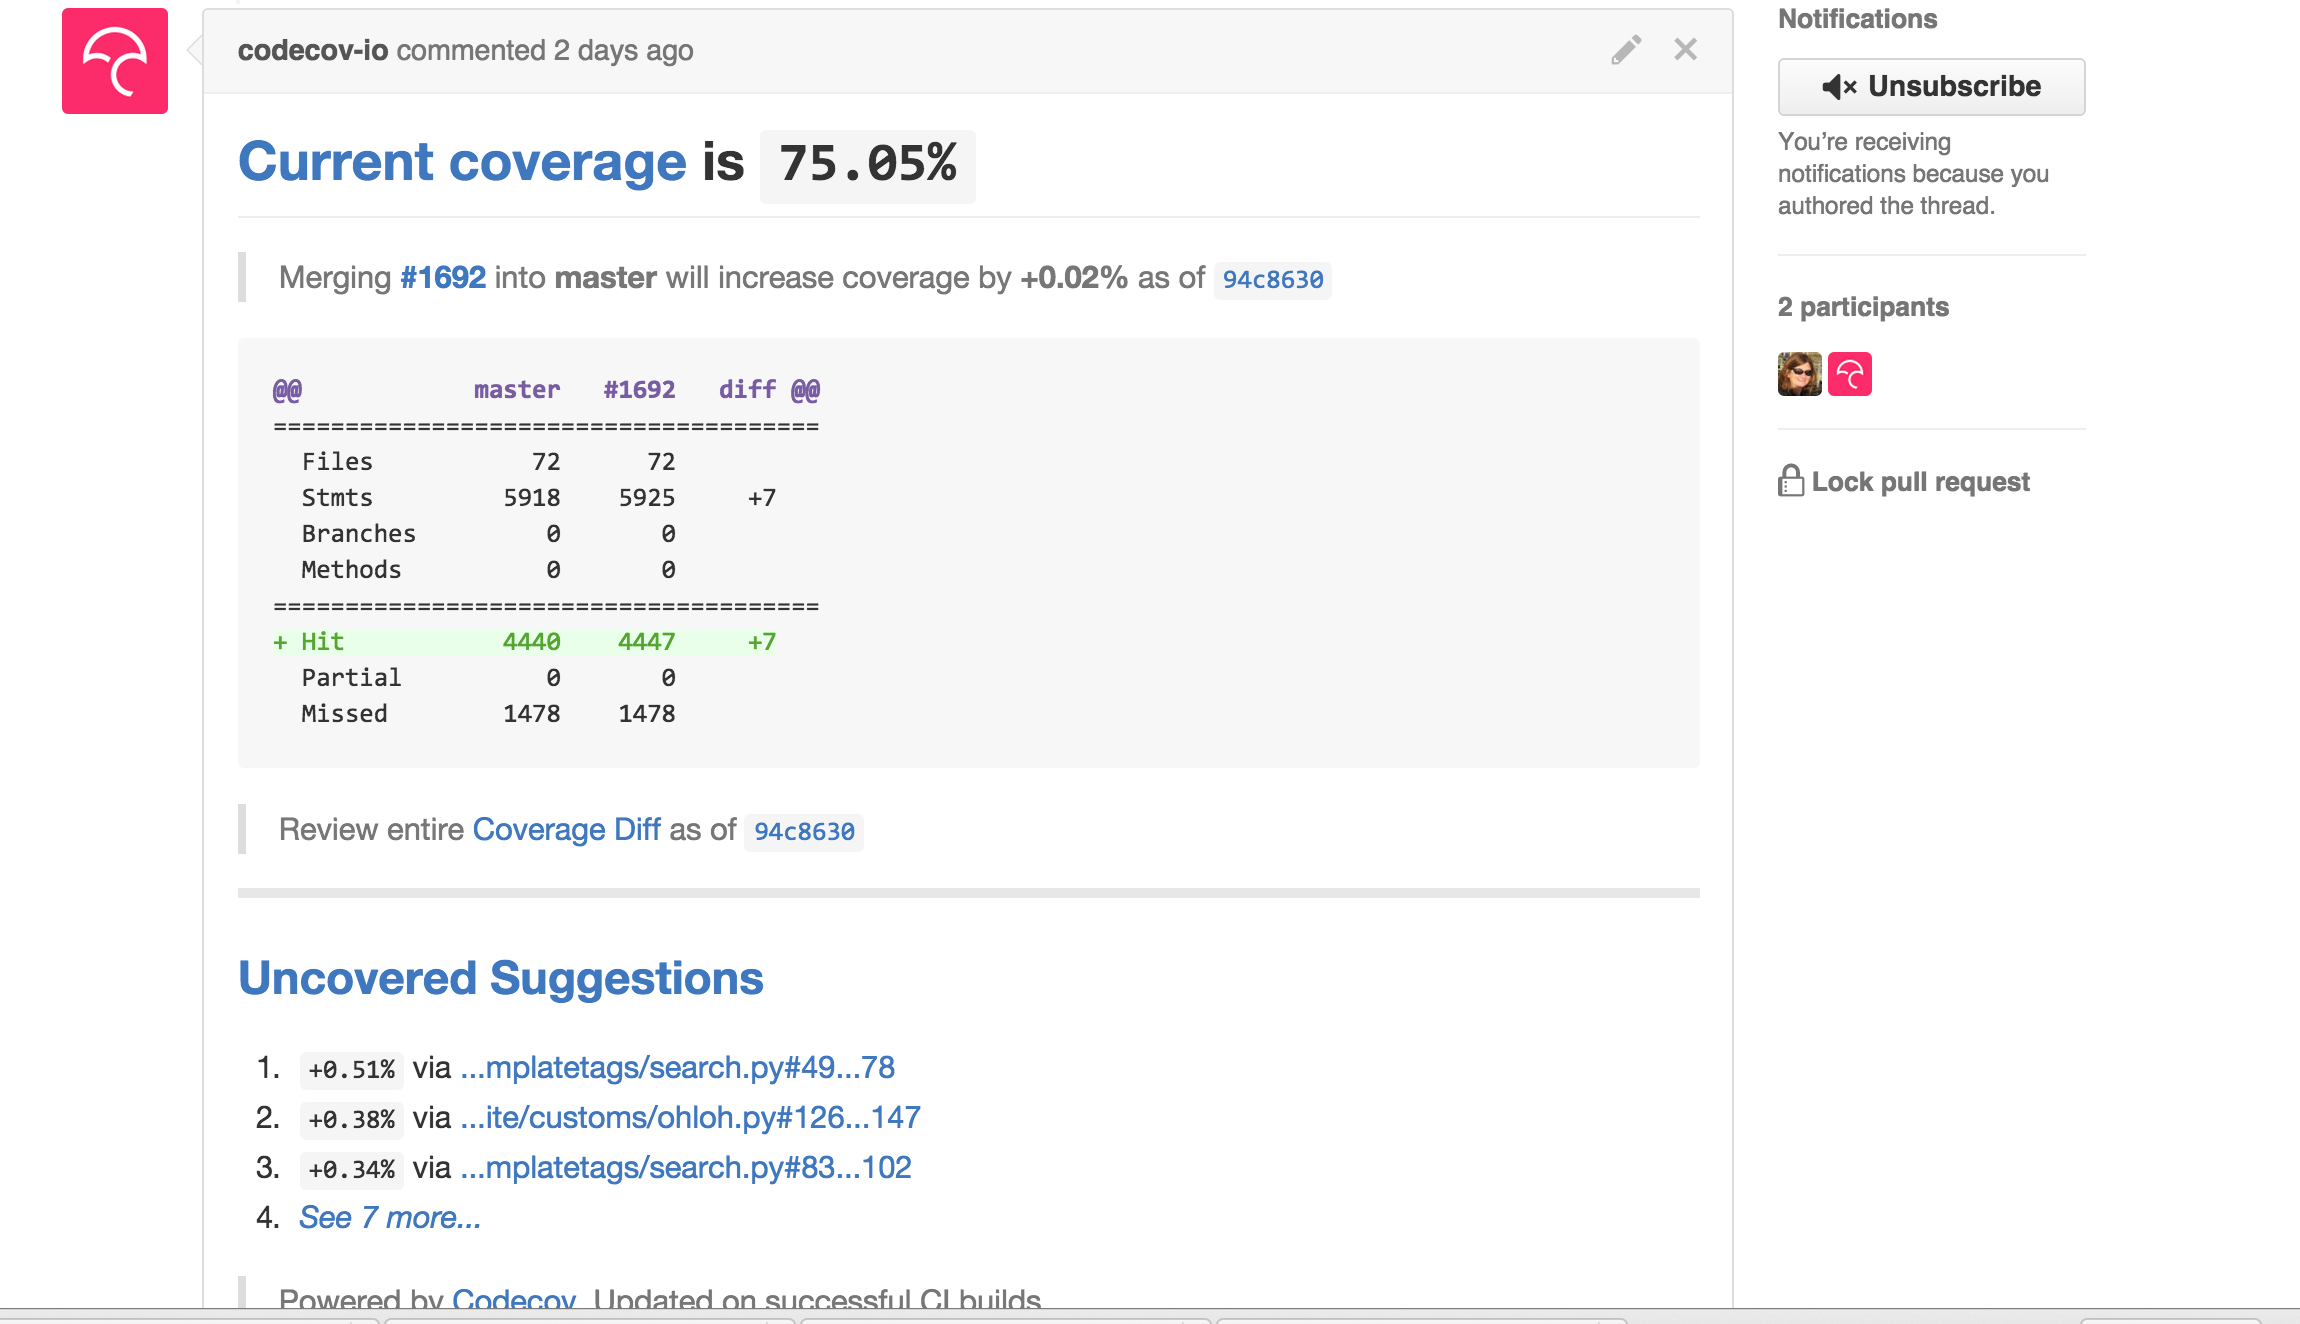 codecov-io commented 2 days ago
Current coverage is 75.05%
Merging #1692 into master will increase coverage by +0.02% as of 94c8630
@@            master   #1692   diff @@
======================================
  Files           72      72
  Stmts         5918    5925     +7
  Branches         0       0
  Methods          0       0
======================================
+ Hit           4440    4447     +7
  Partial          0       0
  Missed        1478    1478
Review entire Coverage Diff as of 94c8630
Uncovered Suggestions
1. +0.51% via ...mplatetags/search.py#49...78
2. +0.38% via ...ite/customs/ohloh.py#126...147
3. +0.34% via ...mplatetags/search.py#83...102
4. See 7 more...
Powered by Codecov. Updated on successful CI builds
Notifications
Unsubscribe
You’re receiving
notifications because you
authored the thread.
2 participants
Lock pull request